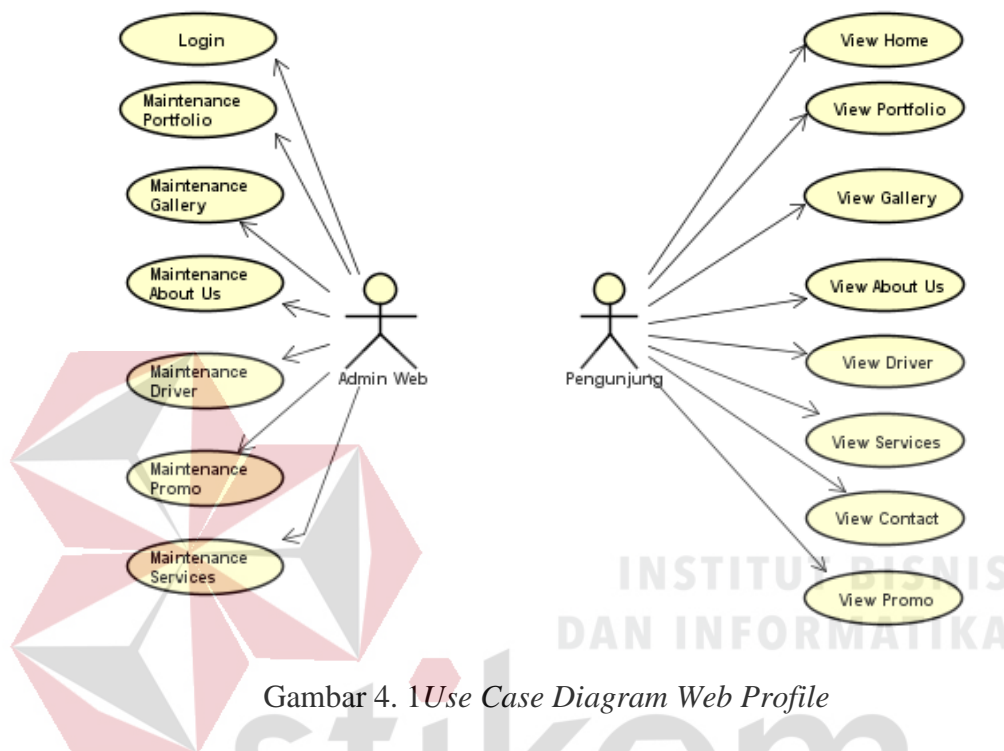 Login
Maintenance
Portfolio
Maintenance
Gallery
Maintenance
About Us
Maintenance
Driver
Maintenance
Promo
Maintenance
Services
Admin Web
Pengunjung
View Home
View Portfolio
View Gallery
View About Us
View Driver
View Services
View Contact
View Promo
INSTITUT BISNIS
DAN INFORMATIKA
stikom
Gambar 4. 1Use Case Diagram Web Profile